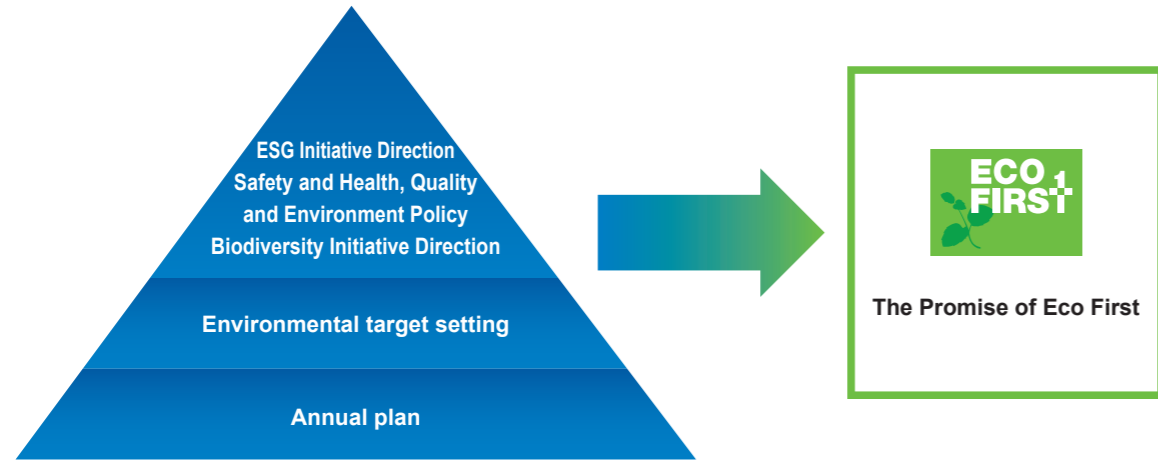 ESG Initiative Direction
Safety and Health, Quality
and Environment Policy
Biodiversity Initiative Direction
Environmental target setting
Annual plan
ECO
FIRST
The Promise of Eco First